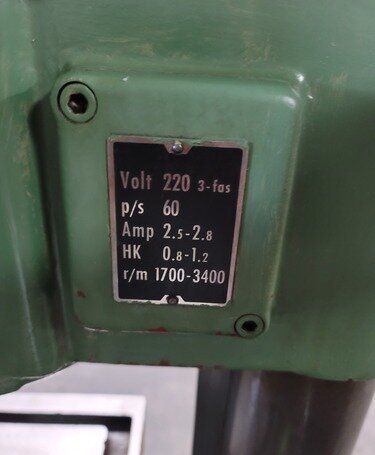 Volt 220 3-fas
p/s 60
Amp 2.5-2.8
HK 0.8-1.2
r/m 1700-3400